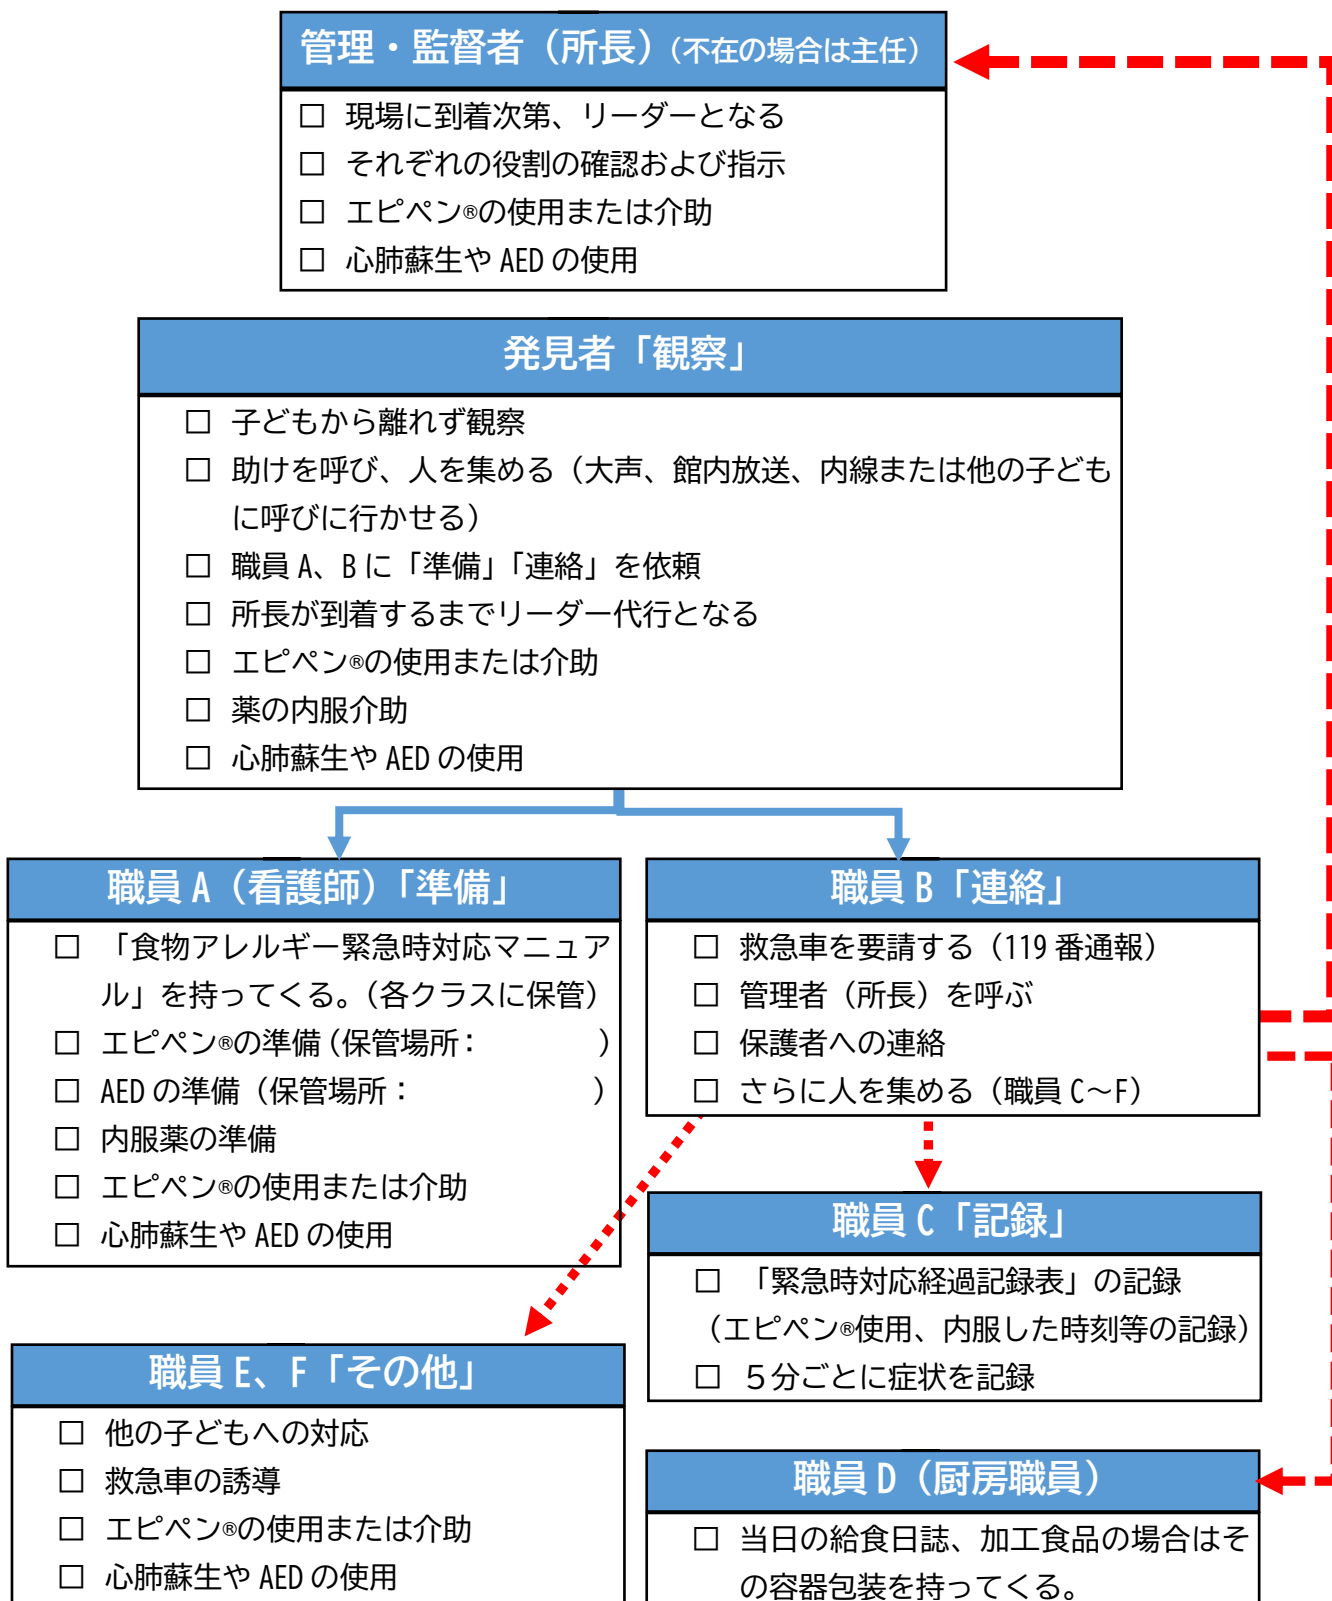 管理・監督者（所長）（不在の場合は主任）
□ 現場に到着次第、リーダーとなる
□ それぞれの役割の確認および指示
□ エピペン®の使用または介助
□ 心肺蘇生や AED の使用
発見者「観察」
□ 子どもから離れず観察
□ 助けを呼び、人を集める（大声、館内放送、内線または他の子ども
に呼びに行かせる）
□ 職員 A、B に「準備」「連絡」を依頼
□ 所長が到着するまでリーダー代行となる
□ エピペン®の使用または介助
□ 薬の内服介助
□ 心肺蘇生や AED の使用
職員 A（看護師）「準備」
□ 「食物アレルギー緊急時対応マニュア
ル」を持ってくる。（各クラスに保管）
□ エピペン®の準備（保管場所：　　　　）
□ AED の準備（保管場所：　　　　　　）
□ 内服薬の準備
□ エピペン®の使用または介助
□ 心肺蘇生や AED の使用
職員 B「連絡」
□ 救急車を要請する（119 番通報）
□ 管理者（所長）を呼ぶ
□ 保護者への連絡
□ さらに人を集める（職員 C～F）
職員 C「記録」
□ 「緊急時対応経過記録表」の記録
（エピペン®使用、内服した時刻等の記録）
□ ５分ごとに症状を記録
職員 E、F「その他」
□ 他の子どもへの対応
□ 救急車の誘導
□ エピペン®の使用または介助
□ 心肺蘇生や AED の使用
職員 D（厨房職員）
□ 当日の給食日誌、加工食品の場合はそ
の容器包装を持ってくる。